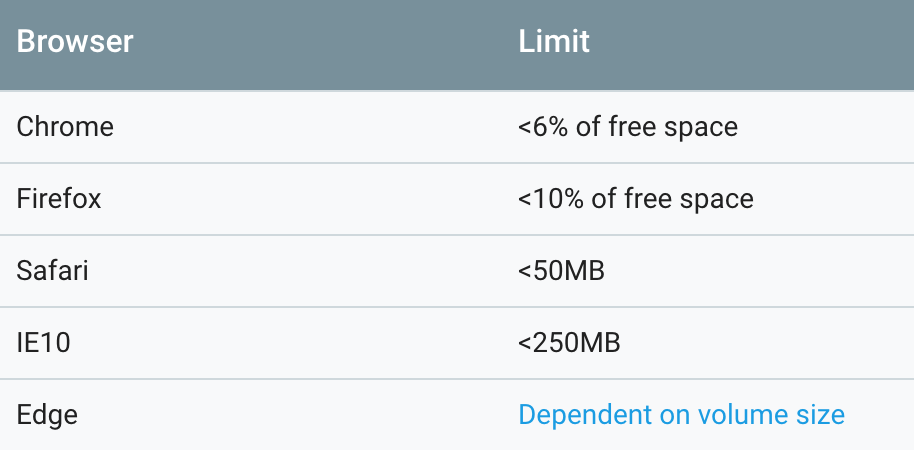 Browser Limit
Chrome <6% of free space
Firefox <10% of free space
Safari <50MB
IE10 <250MB
Edge Dependent on volume size